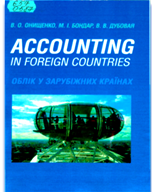 В. О. ОНИЩЕНКО, М. І. БОНДАР, В. В. ДУБОВАЯ
ACCOUNTING
IN FOREIGN COUNTRIES
ОБЛІК У ЗАРУБІЖНИХ КРАЇНАХ